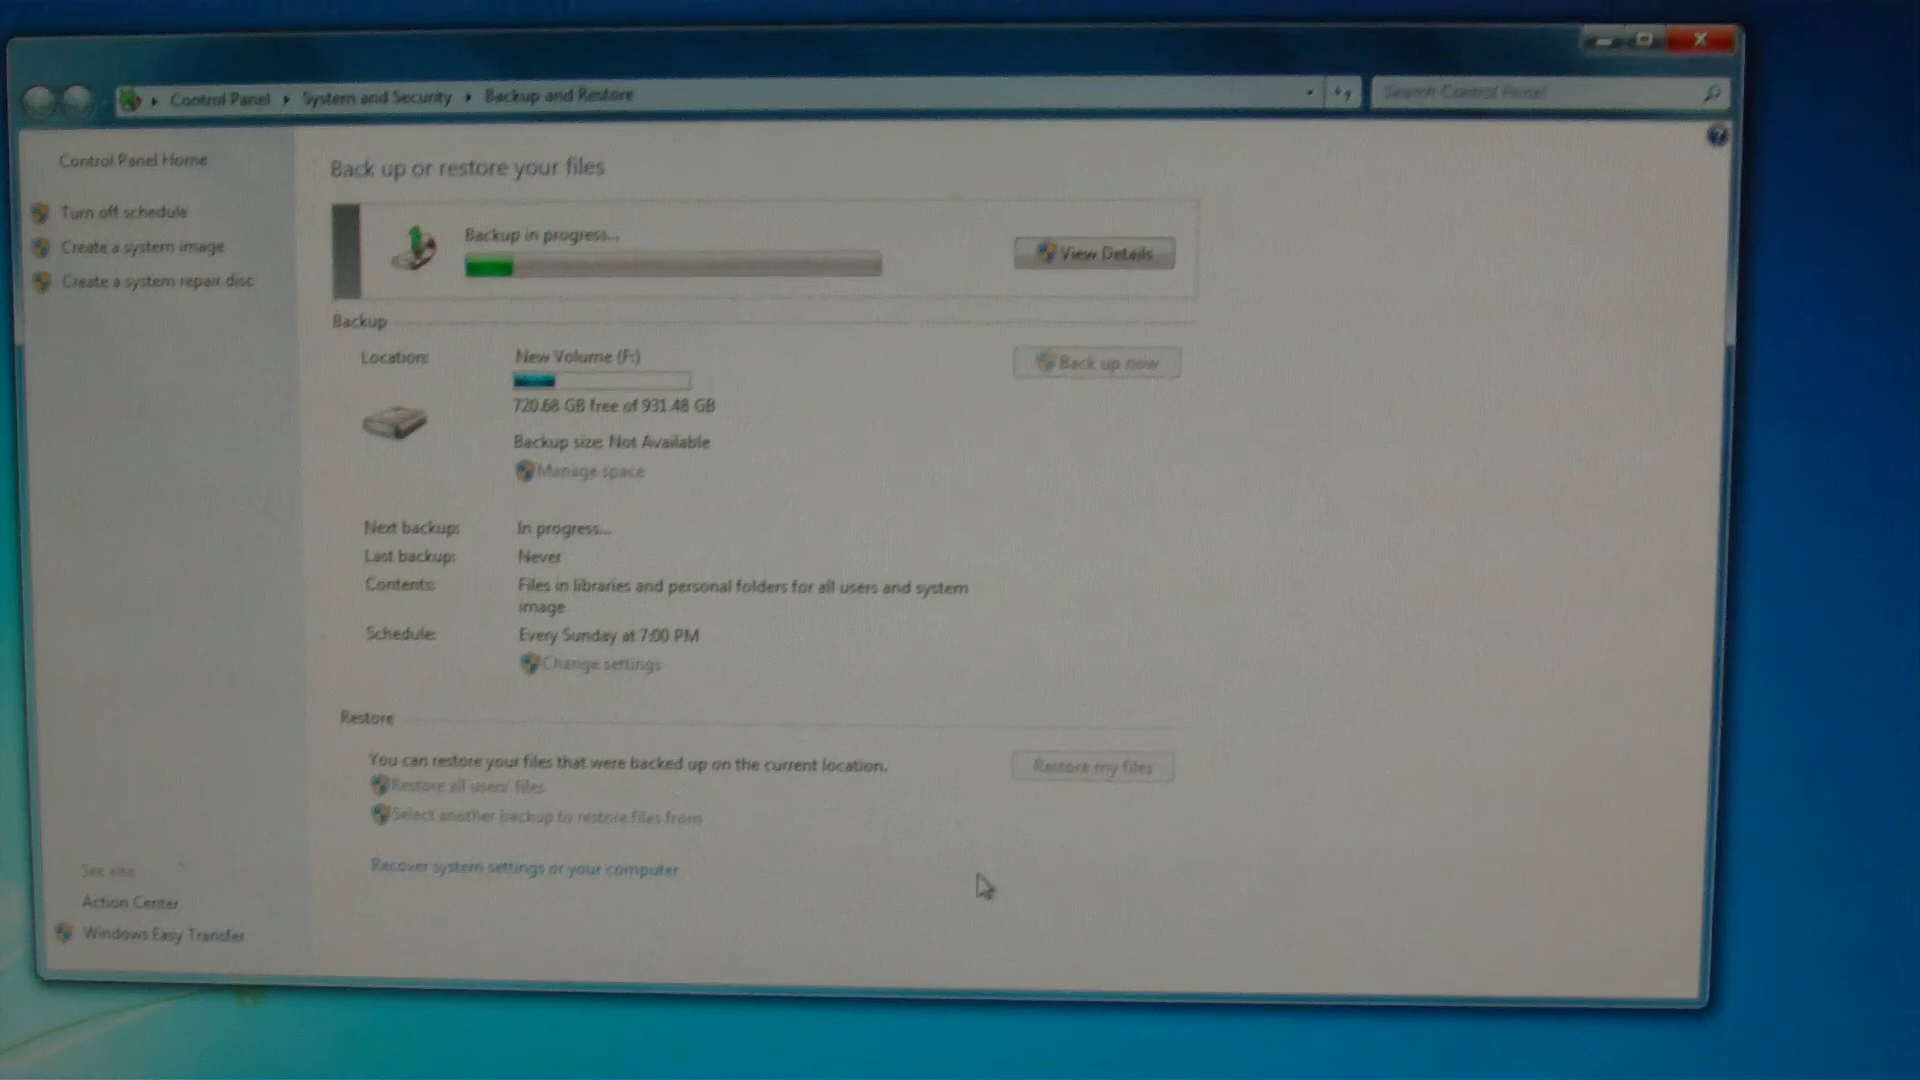 Control Panel ▸ System and Security ▸ Backup and Restore
Search Control Panel
Control Panel Home
Turn off schedule
Create a system image
Create a system repair disc
See also
Action Center
Windows Easy Transfer
Back up or restore your files
Backup in progress...
View Details
Backup
Location:
New Volume (F:)
Back up now
720.68 GB free of 931.48 GB
Backup size: Not Available
Manage space
Next backup: In progress...
Last backup: Never
Contents: Files in libraries and personal folders for all users and system
image
Schedule: Every Sunday at 7:00 PM
Change settings
Restore
You can restore your files that were backed up on the current location.
Restore my files
Restore all users' files
Select another backup to restore files from
Recover system settings or your computer